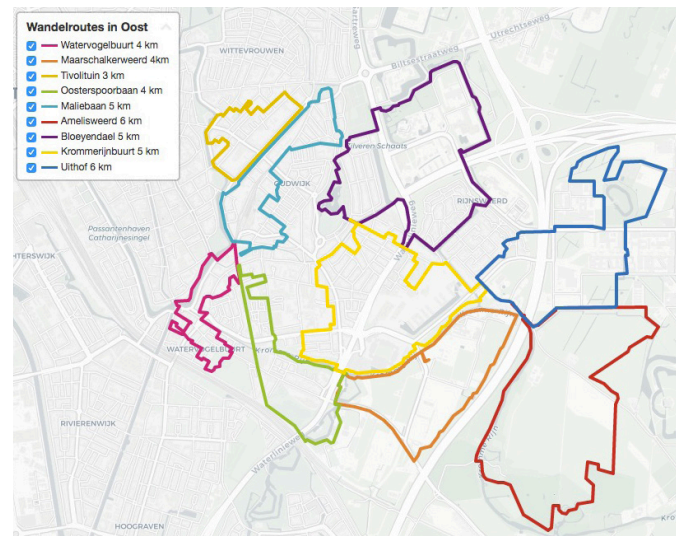 Wandelroutes in Oost
Watervogelbuurt 4 km
Maarschalkerweerd 4km
Tivolituin 3 km
Oosterspoorbaan 4 km
Maliebaan 5 km
Amelisweerd 6 km
Bloeyendael 5 km
Krommerijnbuurt 5 km
Uithof 6 km
WITTEVROUWEN
Biltsestraatweg
Utrechtseweg
OUDWIJK
RIJNSWEERD
Passantenhaven
Catharijnesingel
WATERVOGELBUURT
RIVIERENWIJK
Waterlinieweg
HOOGRAVEN